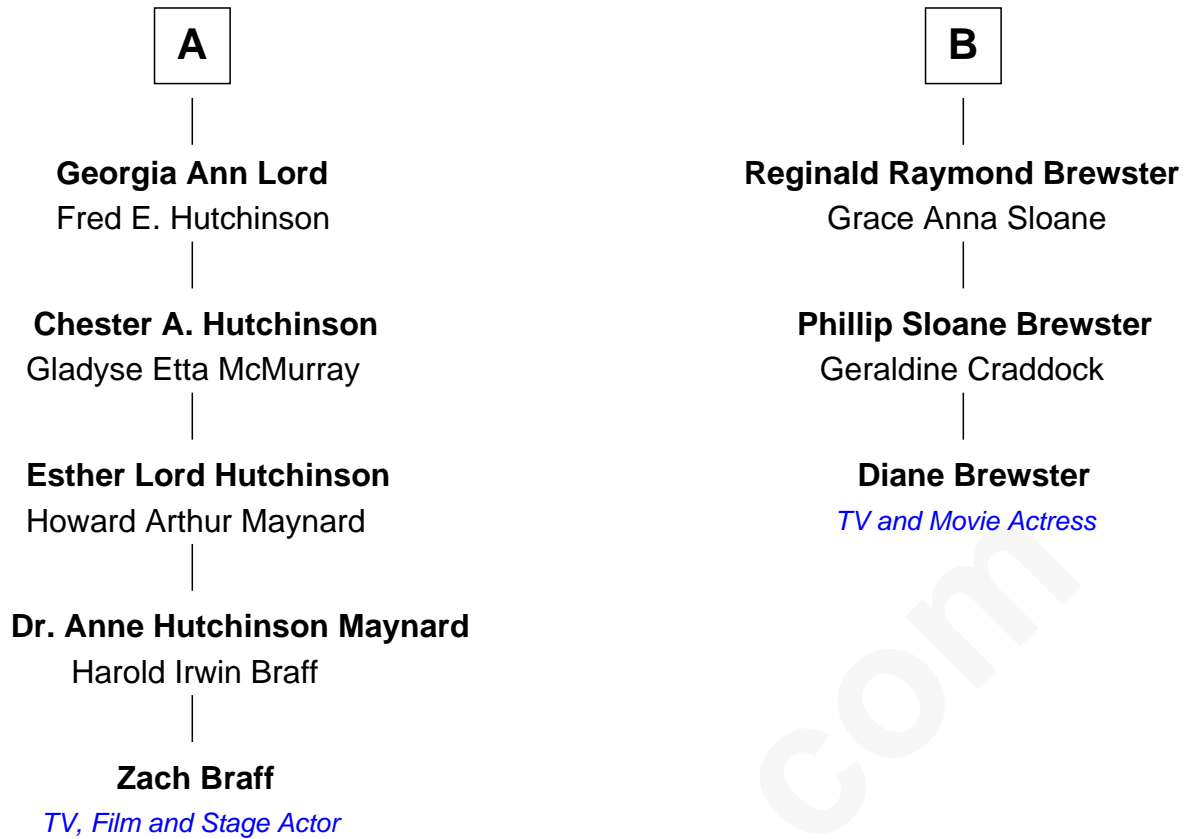 A
Georgia Ann Lord
Fred E. Hutchinson
Chester A. Hutchinson
Gladyse Etta McMurray
Esther Lord Hutchinson
Howard Arthur Maynard
Dr. Anne Hutchinson Maynard
Harold Irwin Braff
Zach Braff
TV, Film and Stage Actor
B
Reginald Raymond Brewster
Grace Anna Sloane
Phillip Sloane Brewster
Geraldine Craddock
Diane Brewster
TV and Movie Actress
com